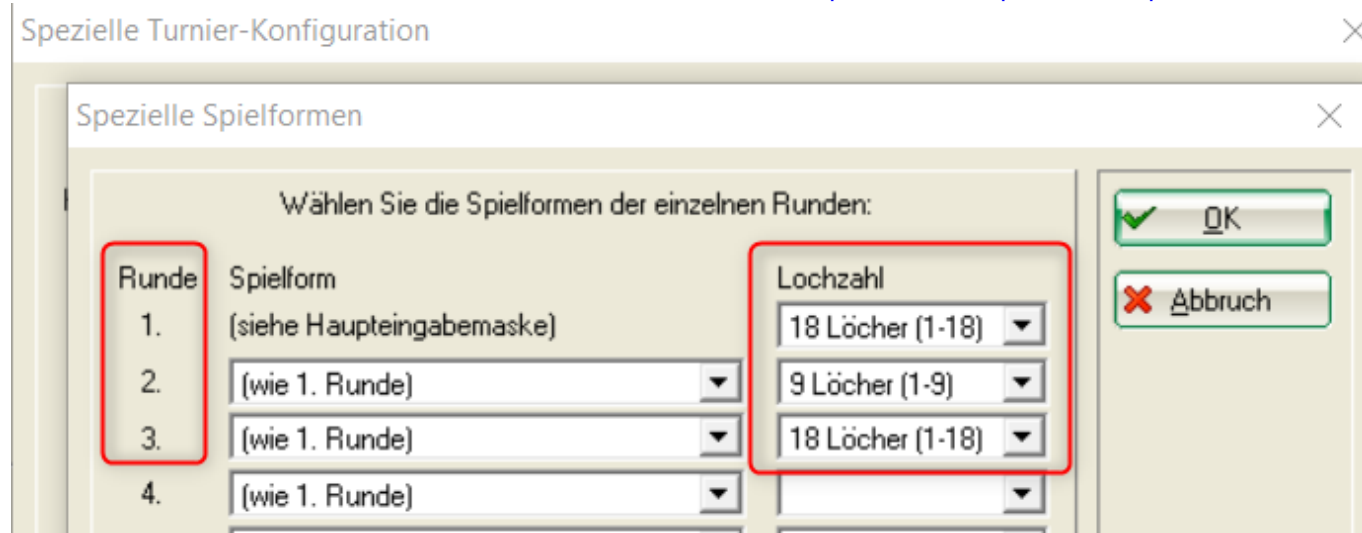 Spezielle Turnier-Konfiguration
Spezielle Spielformen
Wählen Sie die Spielformen der einzelnen Runden:
OK
Abbruch
Runde Spielform Lochzahl
1. (siehe Haupteingabemaske) 18 Löcher (1-18)
2. (wie 1. Runde) 9 Löcher (1-9)
3. (wie 1. Runde) 18 Löcher (1-18)
4. (wie 1. Runde)